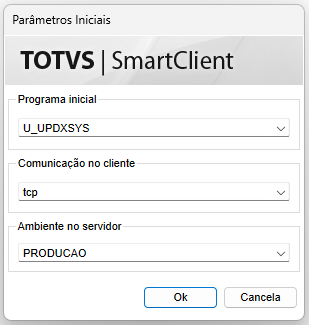 Parâmetros Iniciais
TOTVS | SmartClient
Programa inicial
U_UPDXSYS
Comunicação no cliente
tcp
Ambiente no servidor
PRODUCAO
Ok
Cancela